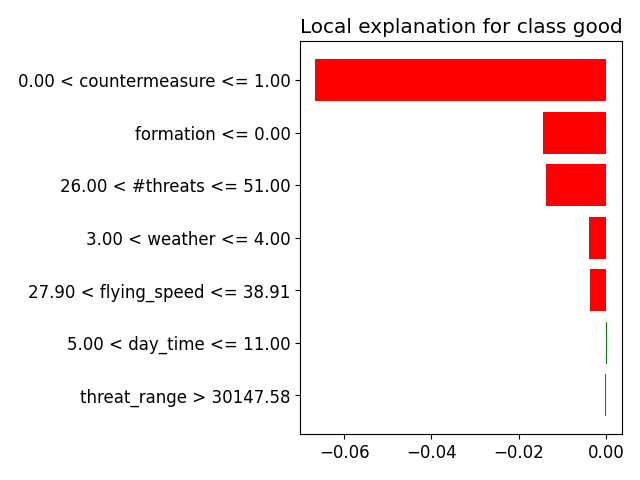 Local explanation for class good
0.00 < countermeasure <= 1.00
formation <= 0.00
26.00 < #threats <= 51.00
3.00 < weather <= 4.00
27.90 < flying_speed <= 38.91
5.00 < day_time <= 11.00
threat_range > 30147.58
−0.06 −0.04 −0.02 0.00